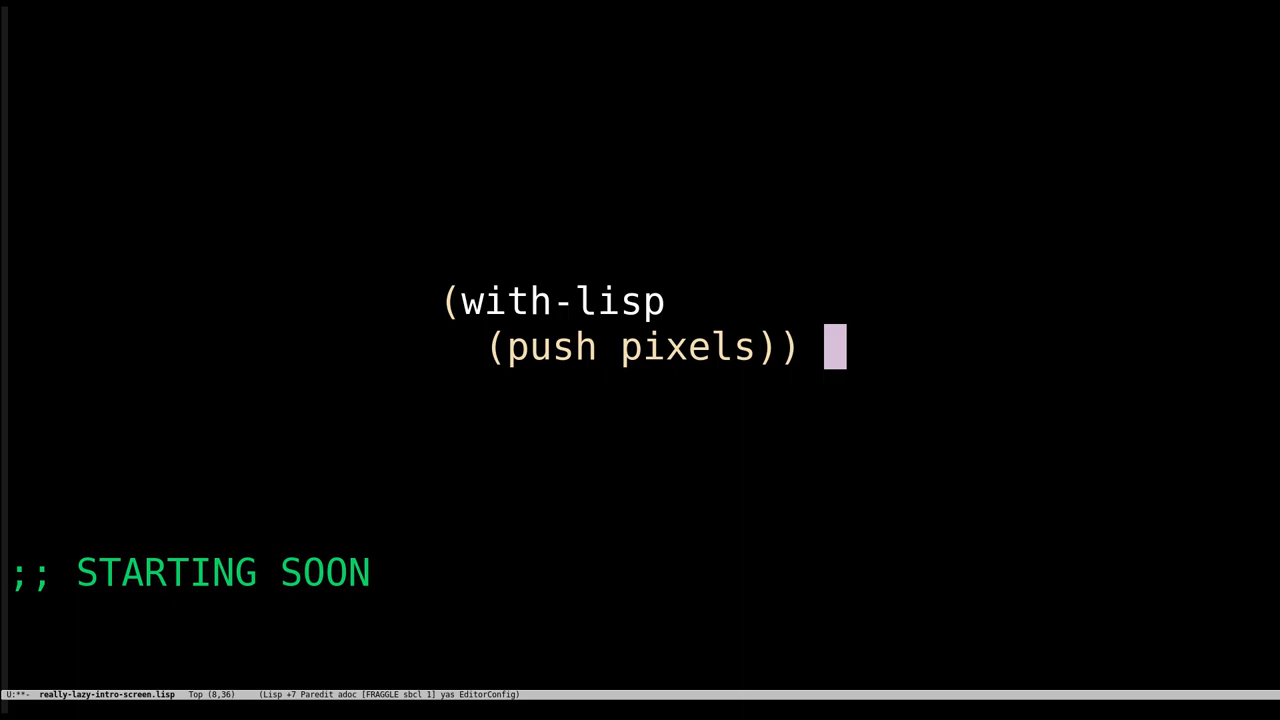 (with-lisp
(push pixels))
;; STARTING SOON
U:**- really-lazy-intro-screen.lisp Top (8,36) (Lisp +7 Paredit adoc [FRAGGLE sbcl 1] yas EditorConfig)